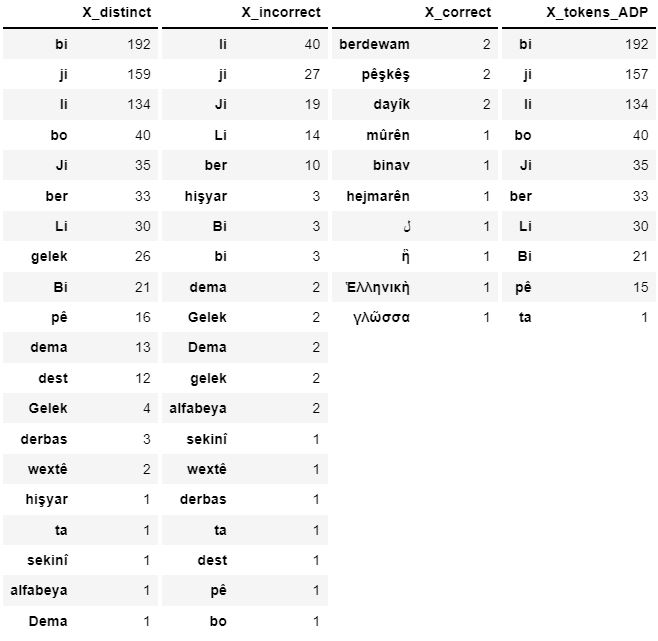 X_distinct X_incorrect X_correct X_tokens_ADP
bi 192 li 40 berdewam 2 bi 192
ji 159 ji 27 pêşkêş 2 ji 157
li 134 Ji 19 dayîk 2 li 134
bo 40 Li 14 mûrên 1 bo 40
Ji 35 ber 10 binav 1 Ji 35
ber 33 hişyar 3 hejmarên 1 ber 33
Li 30 Bi 3 ل 1 Li 30
gelek 26 bi 3 ἢ 1 Bi 21
Bi 21 dema 2 Ἑλληνικὴ 1 pê 15
pê 16 Gelek 2 γλῶσσα 1 ta 1
dema 13 Dema 2
dest 12 gelek 2
Gelek 4 alfabeya 2
derbas 3 sekinî 1
wextê 2 wextê 1
hişyar 1 derbas 1
ta 1 ta 1
sekinî 1 dest 1
alfabeya 1 pê 1
Dema 1 bo 1